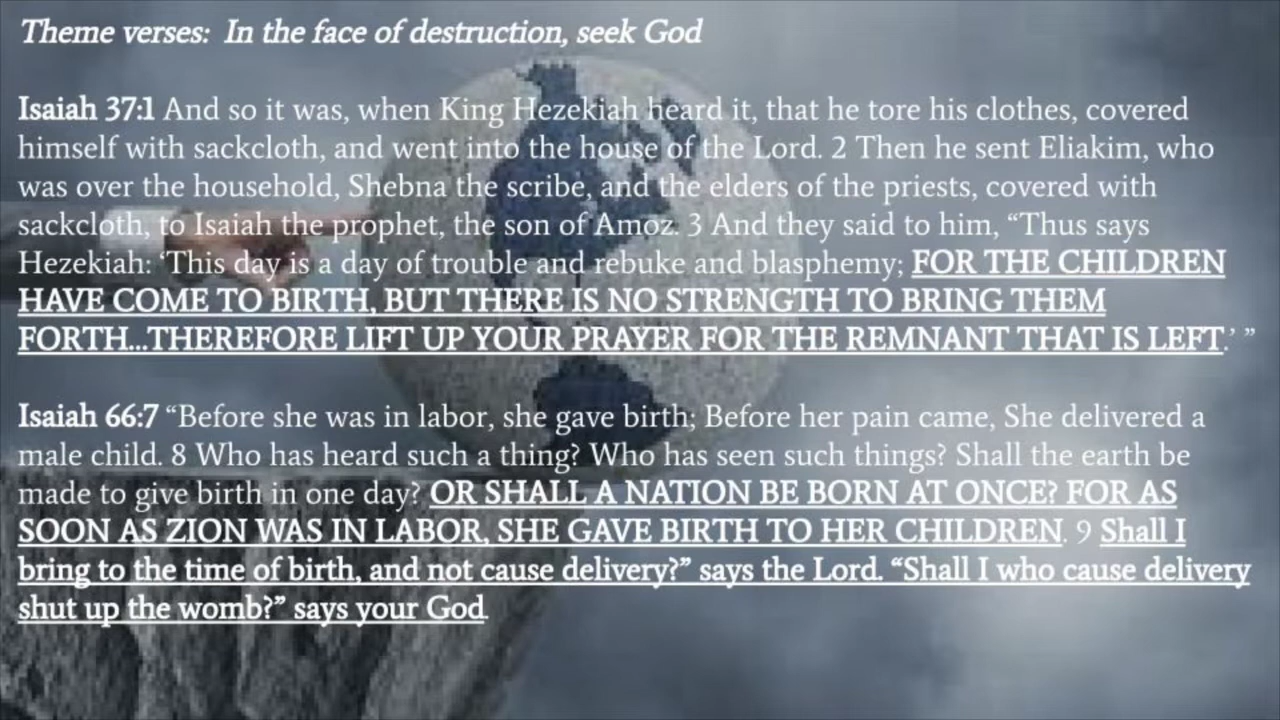 Theme verses:  In the face of destruction, seek God
Isaiah 37:1 And so it was, when King Hezekiah heard it, that he tore his clothes, covered
himself with sackcloth, and went into the house of the Lord. 2 Then he sent Eliakim, who
was over the household, Shebna the scribe, and the elders of the priests, covered with
sackcloth, to Isaiah the prophet, the son of Amoz. 3 And they said to him, “Thus says
Hezekiah: ‘This day is a day of trouble and rebuke and blasphemy; FOR THE CHILDREN
HAVE COME TO BIRTH, BUT THERE IS NO STRENGTH TO BRING THEM
FORTH...THEREFORE LIFT UP YOUR PRAYER FOR THE REMNANT THAT IS LEFT.’ ”
Isaiah 66:7 “Before she was in labor, she gave birth; Before her pain came, She delivered a
male child. 8 Who has heard such a thing? Who has seen such things? Shall the earth be
made to give birth in one day? OR SHALL A NATION BE BORN AT ONCE? FOR AS
SOON AS ZION WAS IN LABOR, SHE GAVE BIRTH TO HER CHILDREN. 9 Shall I
bring to the time of birth, and not cause delivery?” says the Lord. “Shall I who cause delivery
shut up the womb?” says your God.